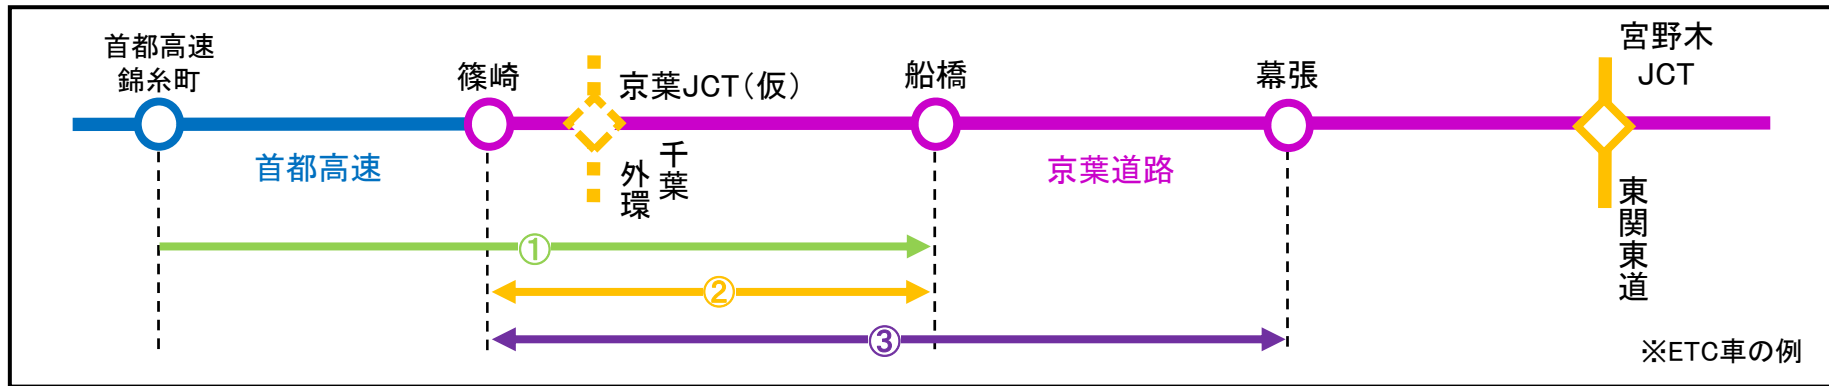 首都高速
錦糸町
篠崎
京葉JCT(仮)
船橋
幕張
宮野木
JCT
首都高速
千葉
外環
京葉道路
東関東道
①
②
③
※ETC車の例